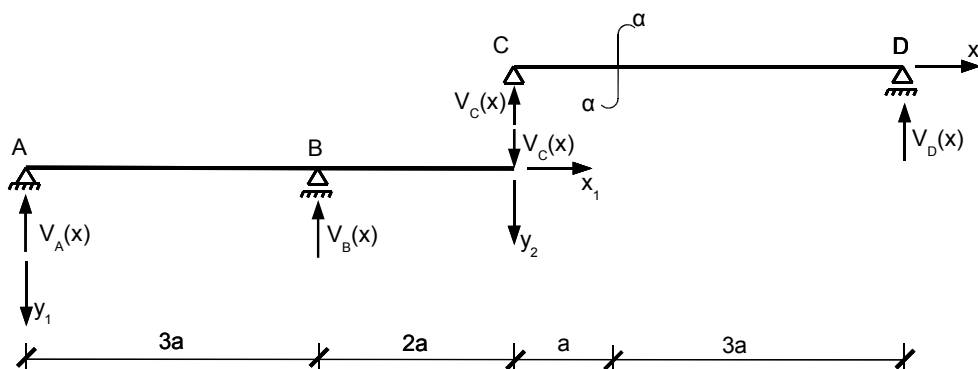 α
C
D
x
α
V_C(x)
A
B
V_C(x)
V_D(x)
x_1
V_A(x)
V_B(x)
y_2
y_1
3a
2a
a
3a